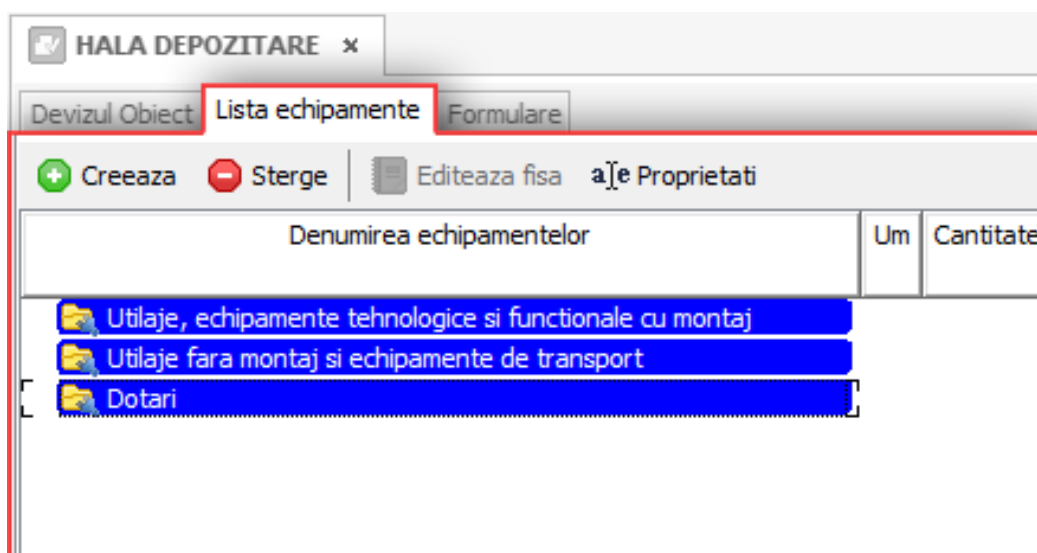 HALA DEPOZITARE
Devizul Obiect Lista echipamente Formulare
Creeaza Sterge Editeaza fisa Proprietati
Denumirea echipamentelor Um Cantitate
Utilaje, echipamente tehnologice si functionale cu montaj
Utilaje fara montaj si echipamente de transport
Dotari